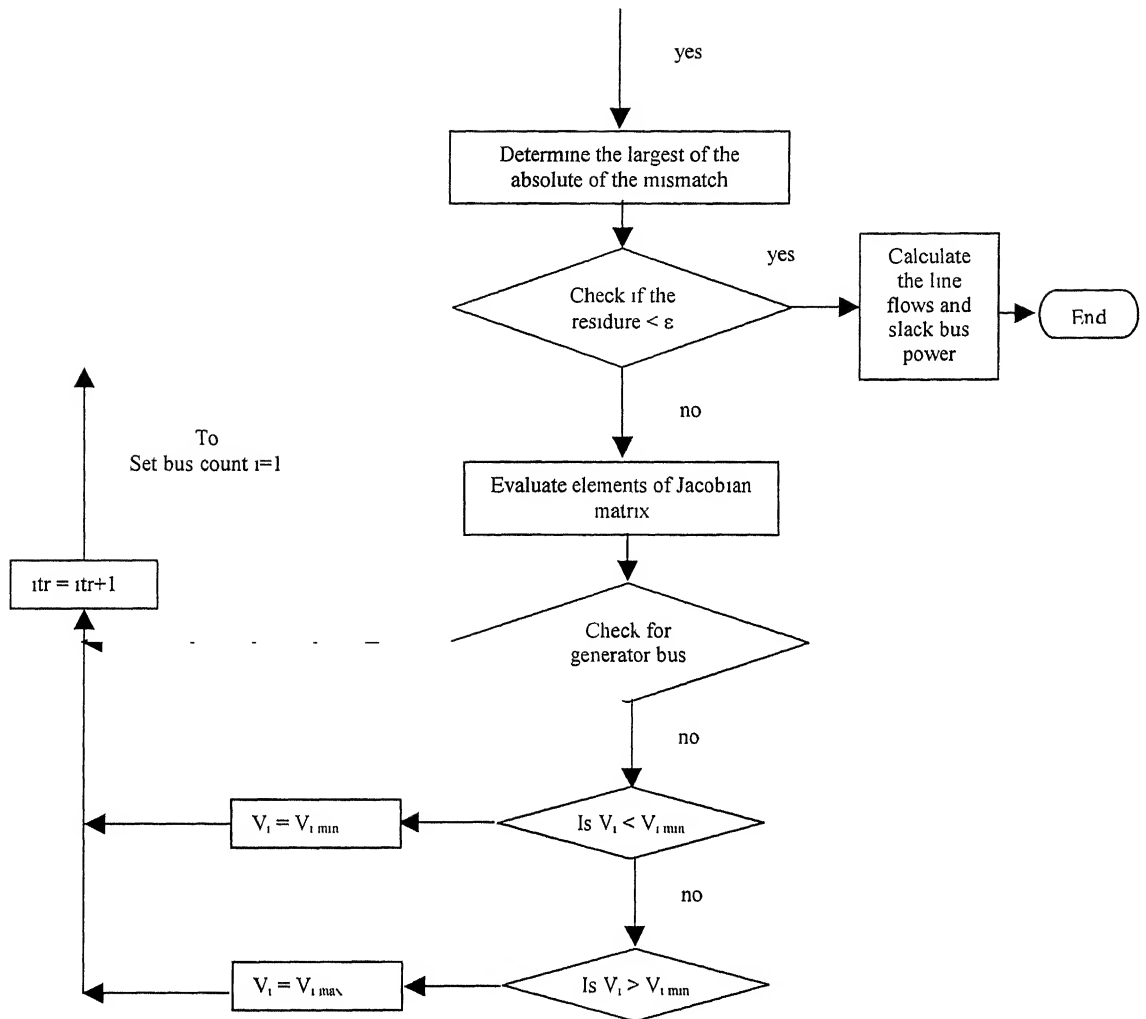 yes
Determine the largest of the
absolute of the mismatch
yes
Check if the
residure < ε
Calculate
the line
flows and
slack bus
power
End
no
To
Set bus count i=1
Evaluate elements of Jacobian
matrix
itr = itr+1
Check for
generator bus
no
V_i = V_i min
Is V_i < V_i min
no
V_i = V_i max
Is V_i > V_i min